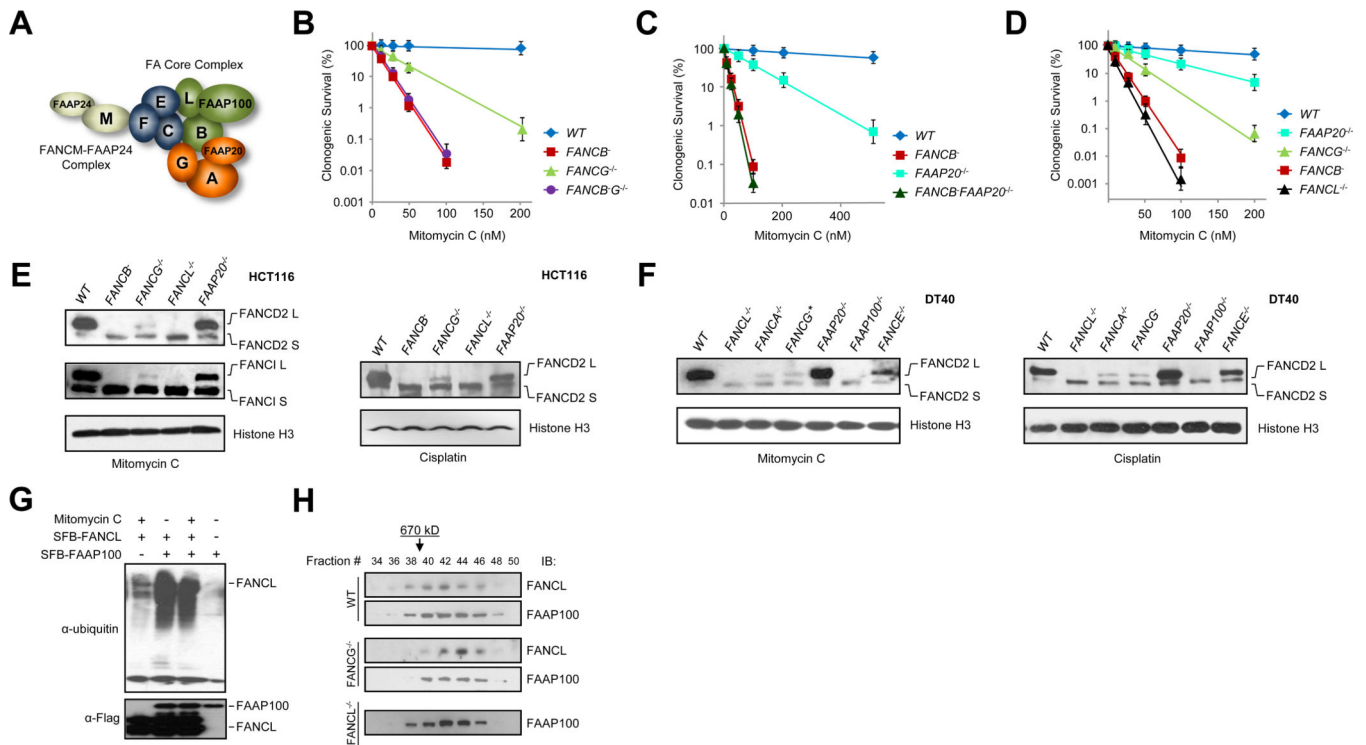 A
FA Core Complex
FAAP24
M
E
L
FAAP100
F
C
B
FAAP20
G
A
FANCM-FAAP24
Complex
B
Clonogenic Survival (%)
100
10
1
0.1
0.01
0.001
0 50 100 150 200
Mitomycin C (nM)
WT
FANCB-
FANCG-/-
FANCB-G-/-
C
Clonogenic Survival (%)
100
10
1
0.1
0.01
0 200 400
Mitomycin C (nM)
WT
FANCB-
FAAP20-/-
FANCB-FAAP20-/-
D
Clonogenic Survival (%)
100
10
1
0.1
0.01
0.001
50 100 150 200
Mitomycin C (nM)
WT
FAAP20-/-
FANCG-/-
FANCB-
FANCL-/-
E
HCT116
WT FANCB- FANCG-/- FANCL-/- FAAP20-/-
FANCD2 L
FANCD2 S
FANCI L
FANCI S
Histone H3
Mitomycin C
HCT116
WT FANCB- FANCG-/- FANCL-/- FAAP20-/-
FANCD2 L
FANCD2 S
Histone H3
Cisplatin
F
DT40
WT FANCL-/- FANCA-/- FANCG* FAAP20-/- FAAP100-/- FANCE-/-
FANCD2 L
FANCD2 S
Histone H3
Mitomycin C
DT40
WT FANCL-/- FANCA-/- FANCG- FAAP20-/- FAAP100-/- FANCE-/-
FANCD2 L
FANCD2 S
Histone H3
Cisplatin
G
Mitomycin C + - + -
SFB-FANCL + + + -
SFB-FAAP100 - + + +
α-ubiquitin
FANCL
α-Flag
FAAP100
FANCL
H
670 kD
Fraction # 34 36 38 40 42 44 46 48 50 IB:
WT
FANCL
FAAP100
FANCG-/-
FANCL
FAAP100
FANCL-/-
FAAP100